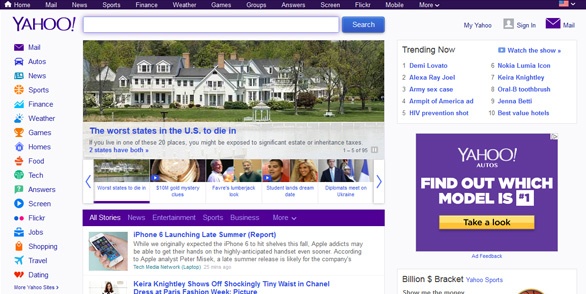 Home Mail News Sports Finance Weather Games Groups Answers Screen Flickr Mobile More
YAHOO!
Search
My Yahoo Sign In Mail
Mail
Autos
News
Sports
Finance
Weather
Games
Homes
Food
Tech
Answers
Screen
Flickr
Jobs
Shopping
Travel
Dating
More Yahoo Sites >
The worst states in the U.S. to die in
If you live in one of these 20 places, you might be exposed to significant estate or inheritance taxes.
2 states have both »
1 – 5 of 95
Worst states to die in
$10M gold mystery clues
Favre's lumberjack look
Student lands dream date
Diplomats meet on Ukraine
All Stories News Entertainment Sports Business More
iPhone 6 Launching Late Summer (Report)
While we originally expected the iPhone 6 to hit shelves this fall, Apple addicts may
be able to get their hands on the highly-anticipated handset even sooner. According
to Apple analyst Peter Misek, a late summer release is likely for the company's
Tech Media Network (Laptop) 25 mins ago
Keira Knightley Shows Off Shockingly Tiny Waist in Chanel
Dress at Paris Fashion Week: Picture
Trending Now Watch the show »
1 Demi Lovato
2 Alexa Ray Joel
3 Army sex case
4 Armpit of America ad
5 HIV prevention shot
6 Nokia Lumia Icon
7 Keira Knightley
8 Oral-B toothbrush
9 Jenna Betti
10 Best value hotels
YAHOO!
AUTOS
FIND OUT WHICH
MODEL IS #1
Take a look
Ad Feedback
Billion $ Bracket Yahoo Sports
Show me the money